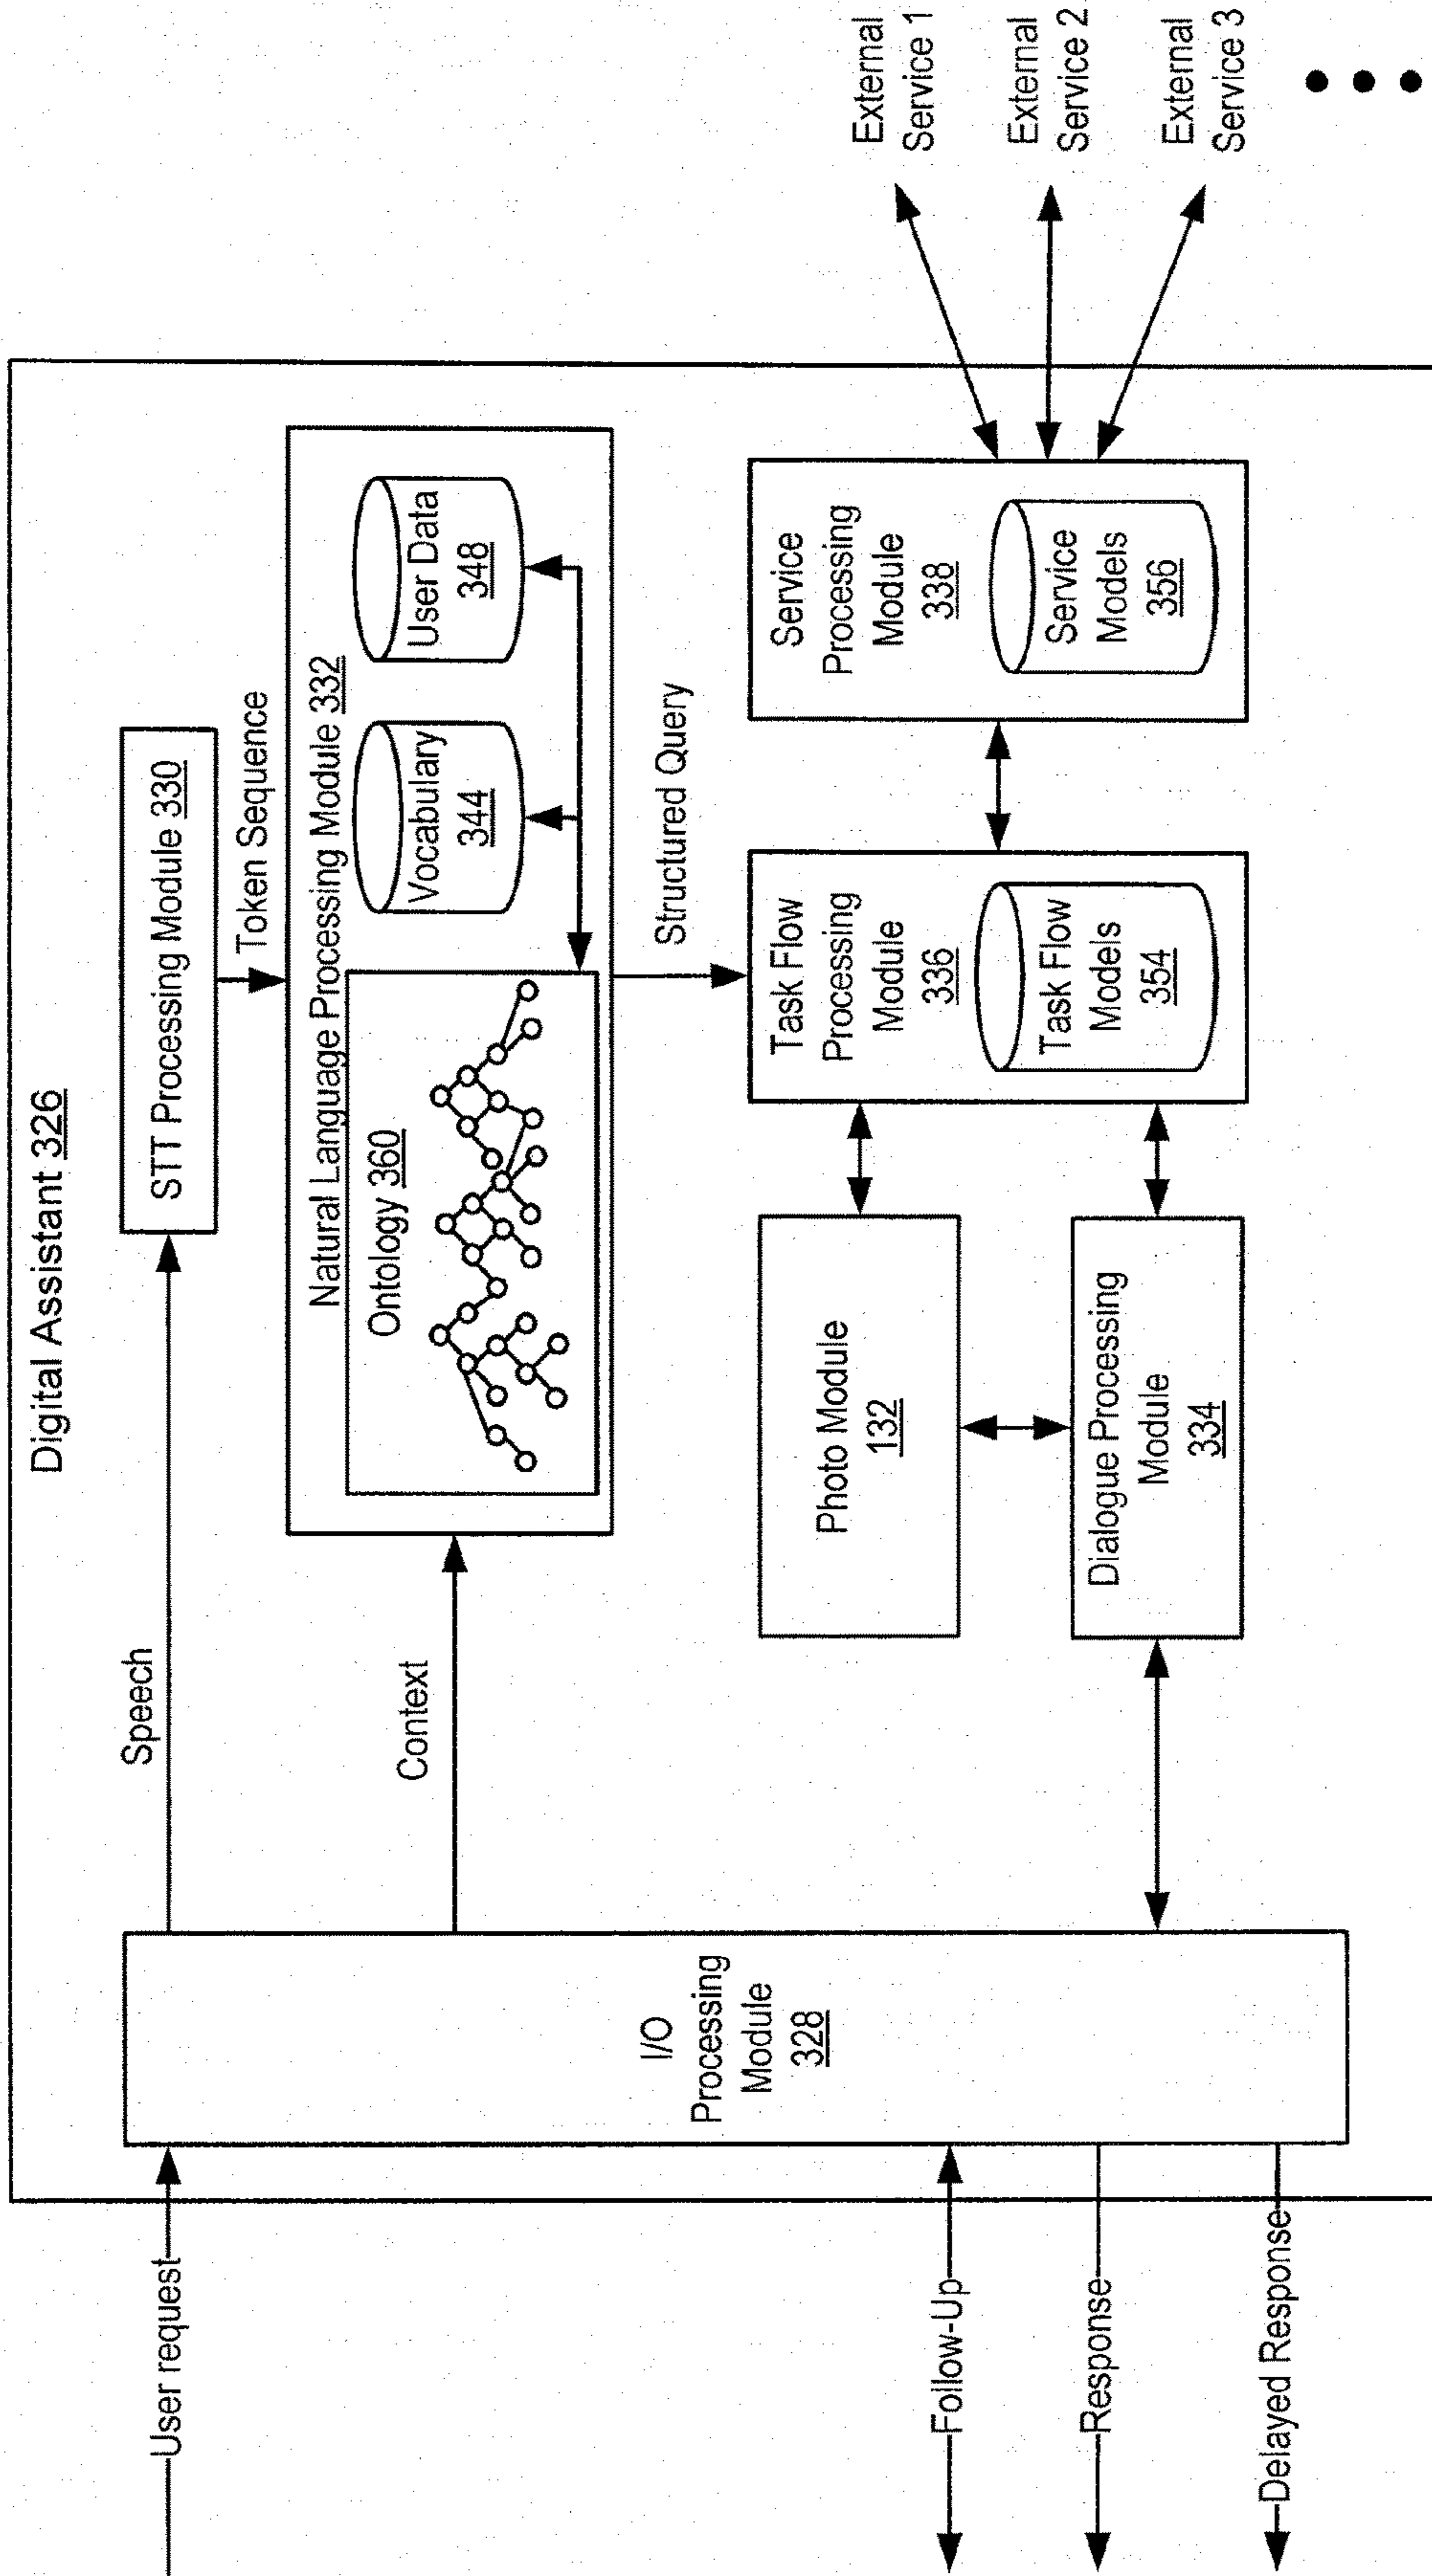 Digital Assistant 326
User request
Speech
STT Processing Module 330
Token Sequence
Context
Natural Language Processing Module 332
Ontology 360
Vocabulary
344
User Data
348
Structured Query
I/O
Processing
Module
328
Follow-Up
Response
Delayed Response
Photo Module
132
Dialogue Processing
Module
334
Task Flow
Processing
Module
336
Task Flow
Models
354
Service
Processing
Module
338
Service
Models
356
External
Service 1
External
Service 2
External
Service 3